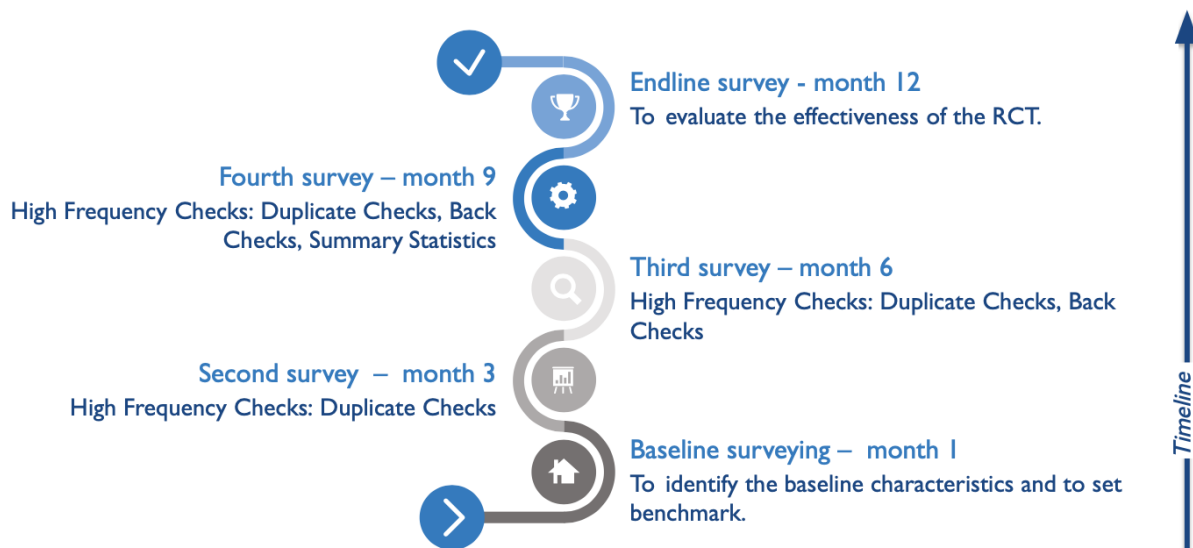 Endline survey - month 12
To evaluate the effectiveness of the RCT.
Fourth survey – month 9
High Frequency Checks: Duplicate Checks, Back
Checks, Summary Statistics
Third survey – month 6
High Frequency Checks: Duplicate Checks, Back
Checks
Second survey – month 3
High Frequency Checks: Duplicate Checks
Baseline surveying – month 1
To identify the baseline characteristics and to set
benchmark.
Timeline